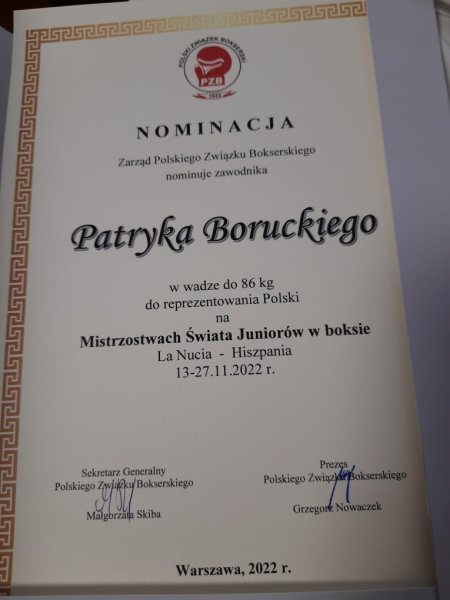 POLSKI ZWIĄZEK BOKSERSKI
PZB
1923
NOMINACJA
Zarząd Polskiego Związku Bokserskiego
nominuje zawodnika
Patryka Boruckiego
w wadze do 86 kg
do reprezentowania Polski
na
Mistrzostwach Świata Juniorów w boksie
La Nucia - Hiszpania
13-27.11.2022 r.
Sekretarz Generalny
Polskiego Związku Bokserskiego
Małgorzata Skiba
Prezes
Polskiego Związku Bokserskiego
Grzegorz Nowaczek
Warszawa, 2022 r.